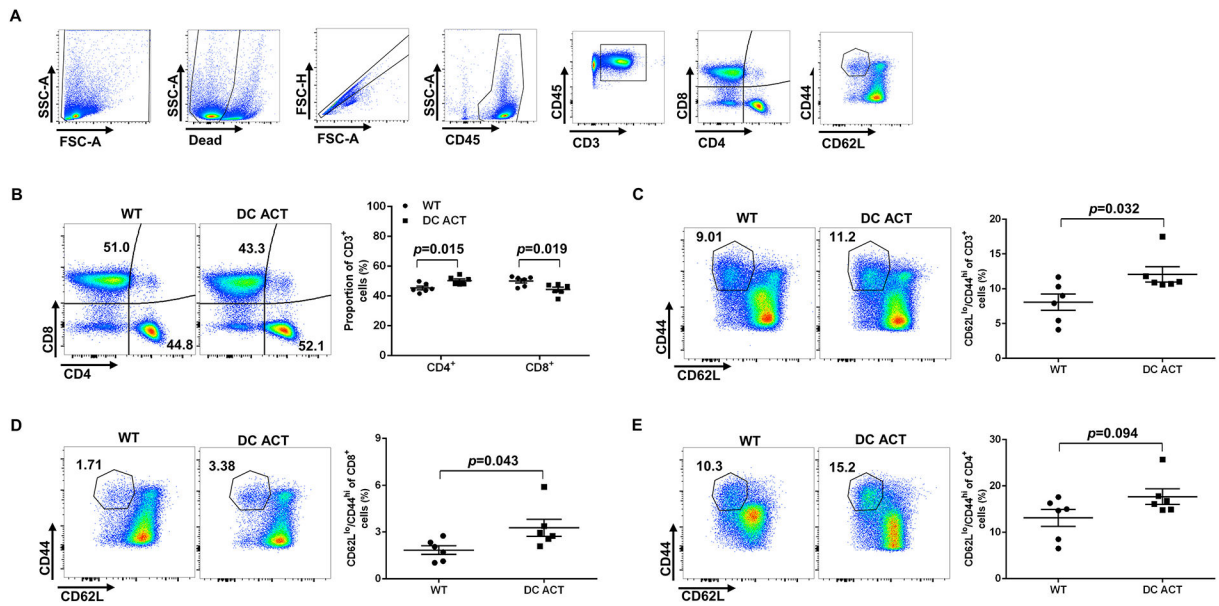 A
SSC-A
FSC-A
SSC-A
Dead
FSC-H
FSC-A
SSC-A
CD45
CD45
CD3
CD8
CD4
CD44
CD62L
B
WT
DC ACT
51.0
43.3
44.8
52.1
CD8
CD4
WT
DC ACT
Proportion of CD3+
cells (%)
100
80
60
40
20
0
p=0.015
p=0.019
CD4+
CD8+
C
WT
DC ACT
9.01
11.2
CD44
CD62L
CD62Llo/CD44hi of CD3+
cells (%)
20
15
10
5
0
p=0.032
WT
DC ACT
D
WT
DC ACT
1.71
3.38
CD44
CD62L
CD62Llo/CD44hi of CD8+
cells (%)
9
6
3
0
p=0.043
WT
DC ACT
E
WT
DC ACT
10.3
15.2
CD44
CD62L
CD62Llo/CD44hi of CD4+
cells (%)
30
20
10
0
p=0.094
WT
DC ACT